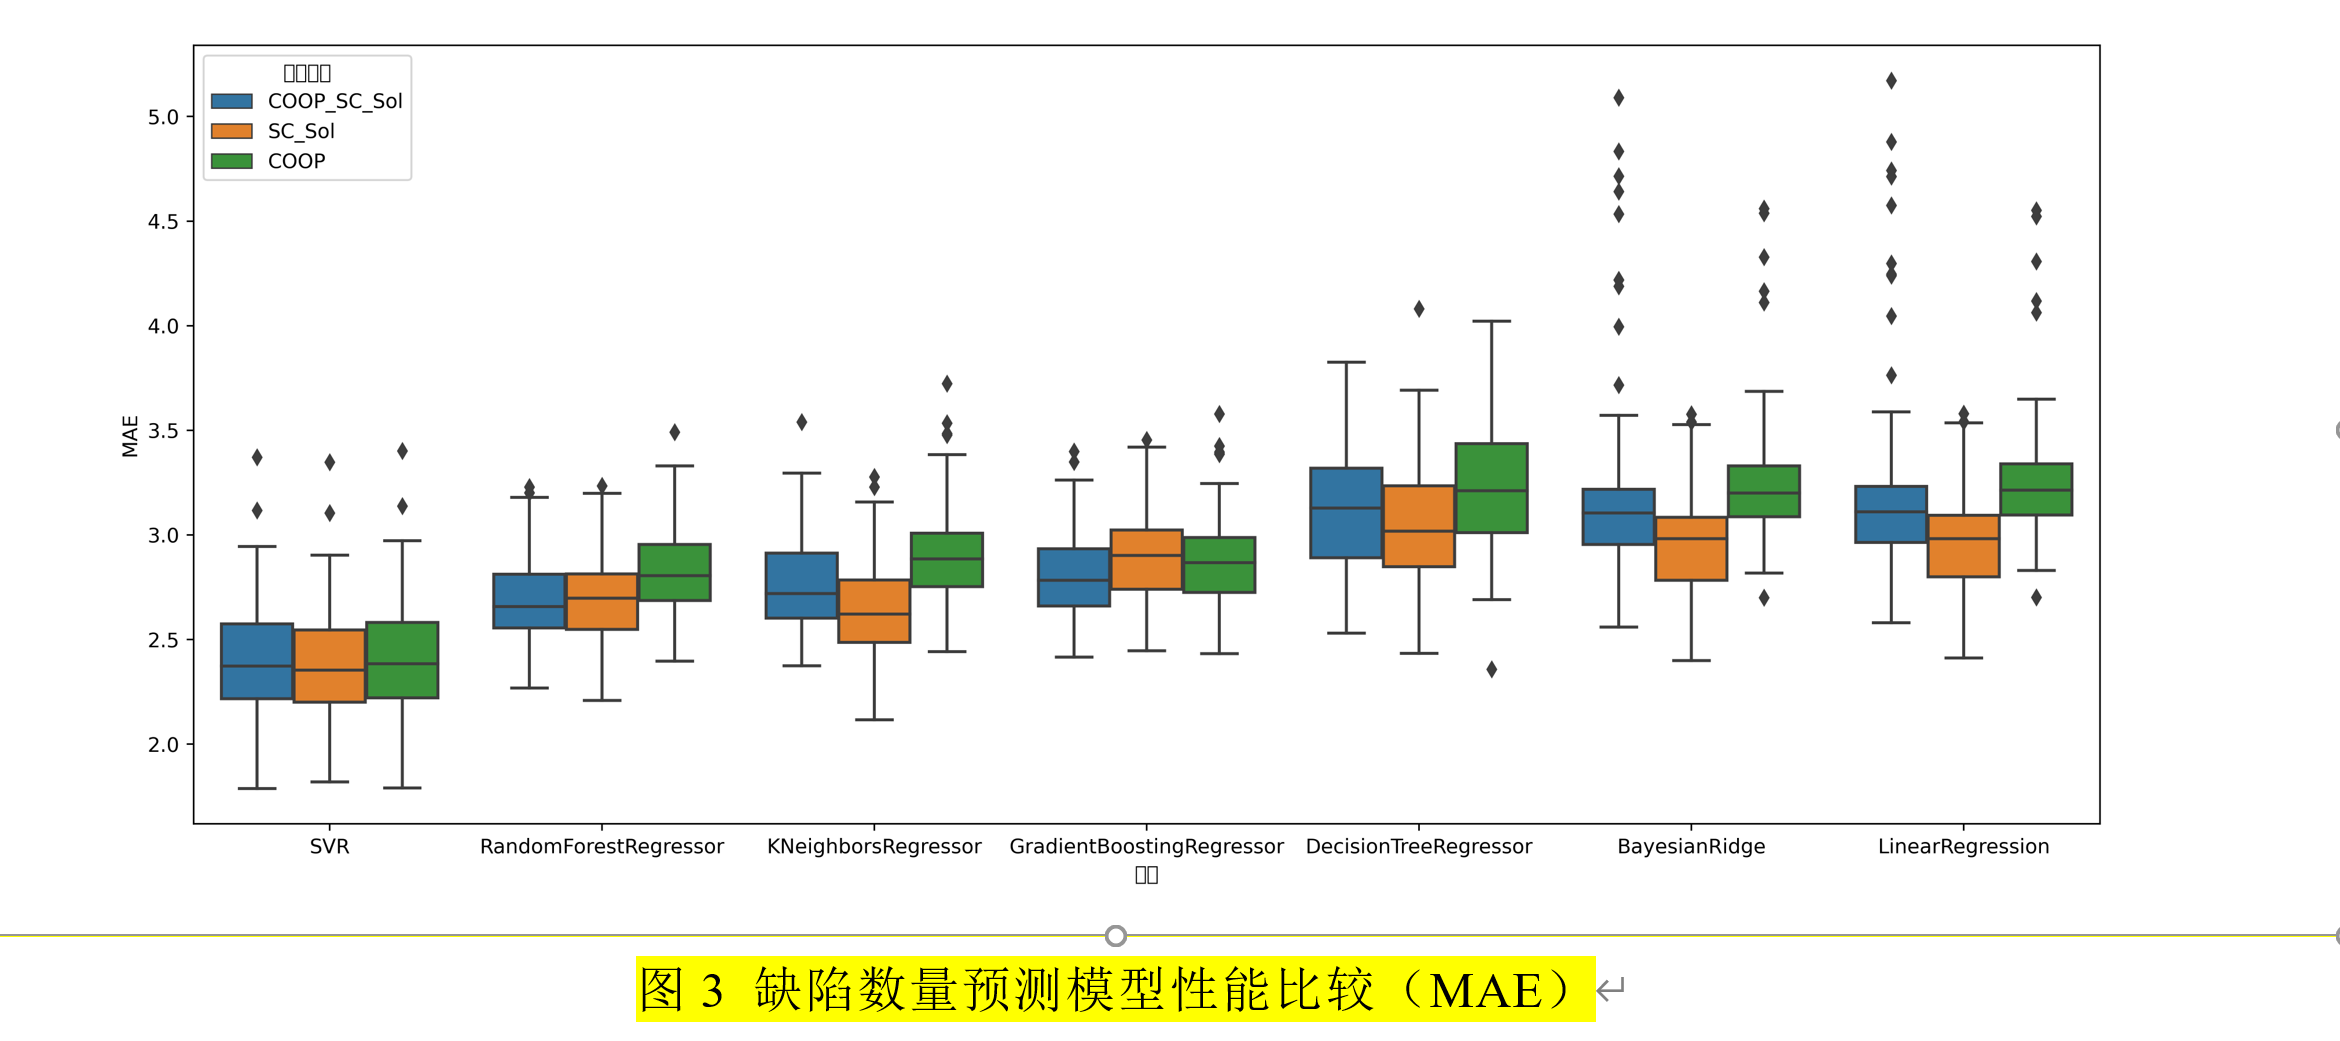 COOP_SC_Sol
SC_Sol
COOP
5.0
4.5
4.0
3.5
3.0
2.5
2.0
MAE
SVR
RandomForestRegressor
KNeighborsRegressor
GradientBoostingRegressor
DecisionTreeRegressor
BayesianRidge
LinearRegression
图 3 缺陷数量预测模型性能比较（MAE）